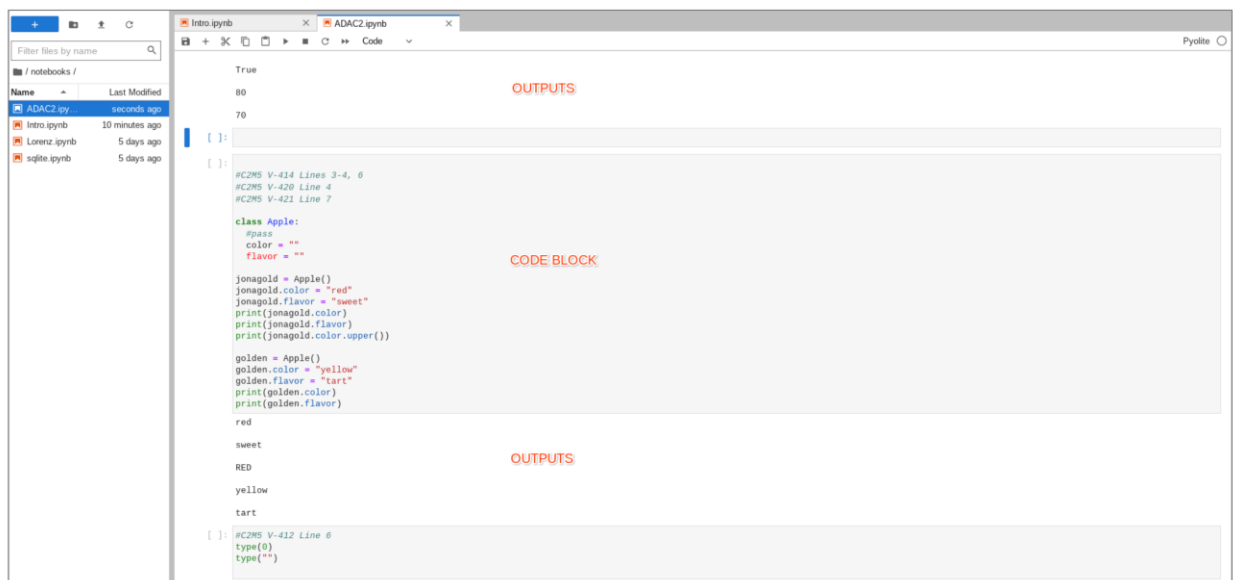 +
Filter files by name
/ notebooks /
Name Last Modified
ADAC2.ipy... seconds ago
Intro.ipynb 10 minutes ago
Lorenz.ipynb 5 days ago
sqlite.ipynb 5 days ago
Intro.ipynb × ADAC2.ipynb ×
Code Pyolite
True
80
70
OUTPUTS
[ ]:
[ ]:
#C2M5 V-414 Lines 3-4, 6
#C2M5 V-420 Line 4
#C2M5 V-421 Line 7
class Apple:
#pass
color = ""
flavor = ""
CODE BLOCK
jonagold = Apple()
jonagold.color = "red"
jonagold.flavor = "sweet"
print(jonagold.color)
print(jonagold.flavor)
print(jonagold.color.upper())
golden = Apple()
golden.color = "yellow"
golden.flavor = "tart"
print(golden.color)
print(golden.flavor)
red
sweet
RED
yellow
tart
OUTPUTS
[ ]: #C2M5 V-412 Line 6
type(0)
type("")